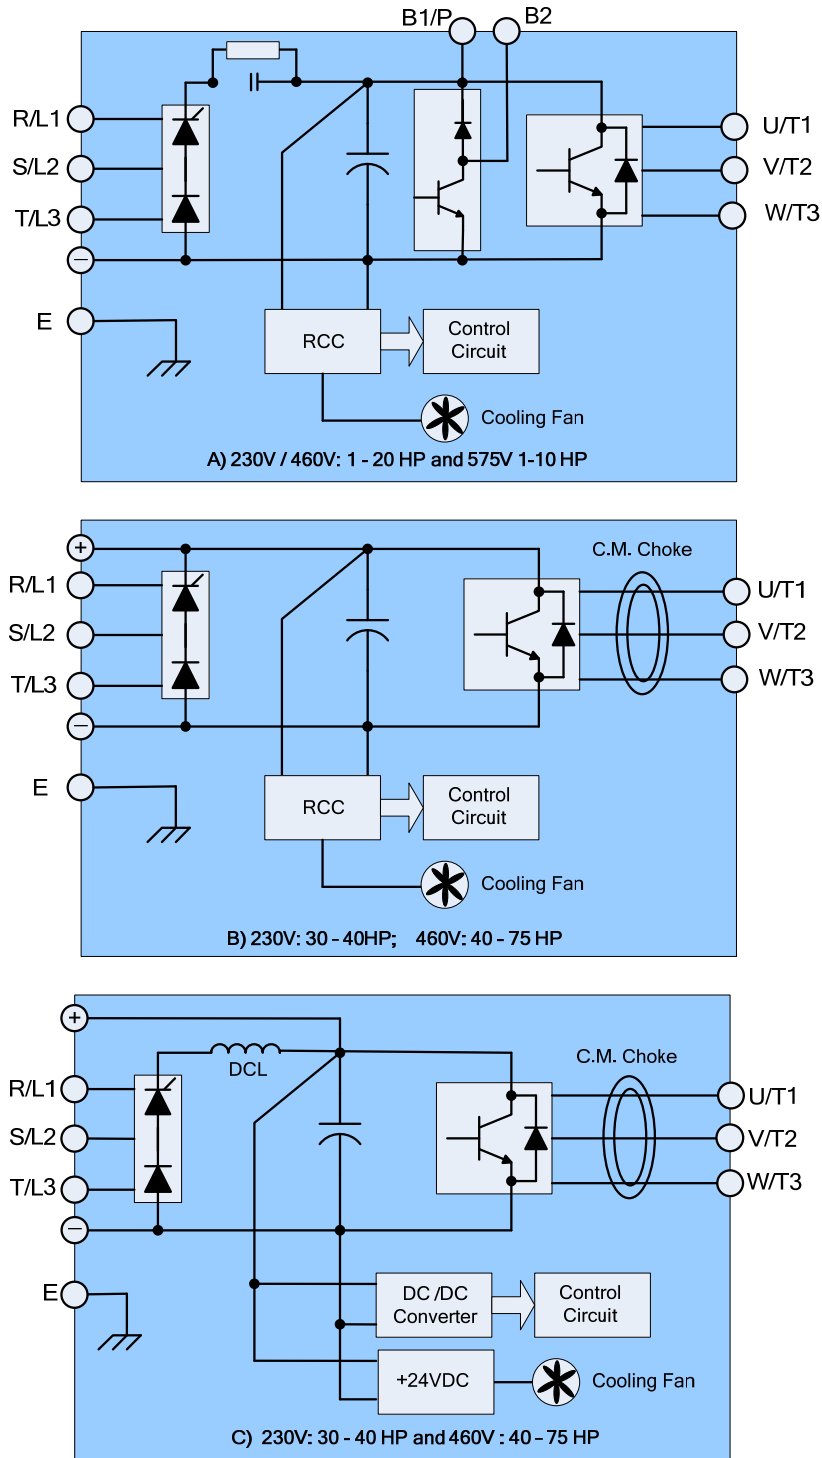 B1/P
B2
R/L1
S/L2
T/L3
−
E
U/T1
V/T2
W/T3
RCC
Control
Circuit
Cooling Fan
A) 230V / 460V: 1 - 20 HP and 575V 1-10 HP
+
R/L1
S/L2
T/L3
−
E
C.M. Choke
U/T1
V/T2
W/T3
RCC
Control
Circuit
Cooling Fan
B) 230V: 30 - 40HP; 460V: 40 - 75 HP
+
R/L1
S/L2
T/L3
−
E
DCL
C.M. Choke
U/T1
V/T2
W/T3
DC /DC
Converter
Control
Circuit
+24VDC
Cooling Fan
C) 230V: 30 - 40 HP and 460V : 40 - 75 HP